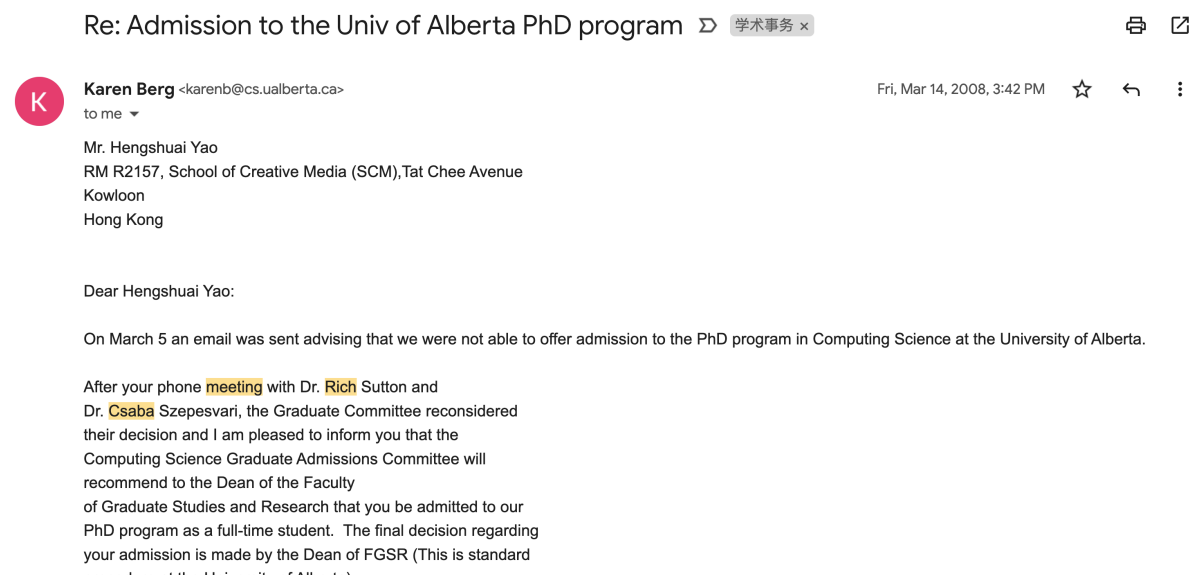 Re: Admission to the Univ of Alberta PhD program 学术事务 ×
K
Karen Berg <karenb@cs.ualberta.ca> Fri, Mar 14, 2008, 3:42 PM
to me
Mr. Hengshuai Yao
RM R2157, School of Creative Media (SCM),Tat Chee Avenue
Kowloon
Hong Kong
Dear Hengshuai Yao:
On March 5 an email was sent advising that we were not able to offer admission to the PhD program in Computing Science at the University of Alberta.
After your phone meeting with Dr. Rich Sutton and
Dr. Csaba Szepesvari, the Graduate Committee reconsidered
their decision and I am pleased to inform you that the
Computing Science Graduate Admissions Committee will
recommend to the Dean of the Faculty
of Graduate Studies and Research that you be admitted to our
PhD program as a full-time student.  The final decision regarding
your admission is made by the Dean of FGSR (This is standard